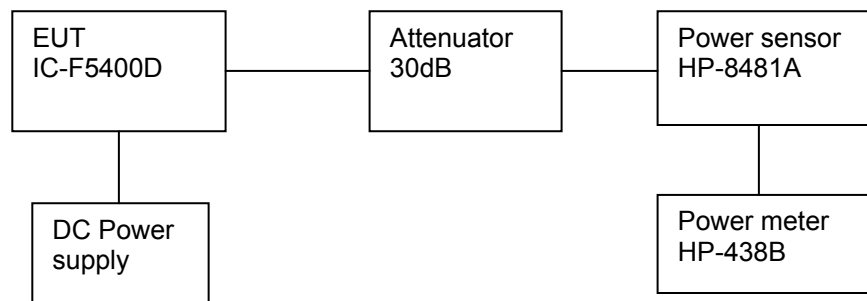 EUT
IC-F5400D
Attenuator
30dB
Power sensor
HP-8481A
DC Power
supply
Power meter
HP-438B